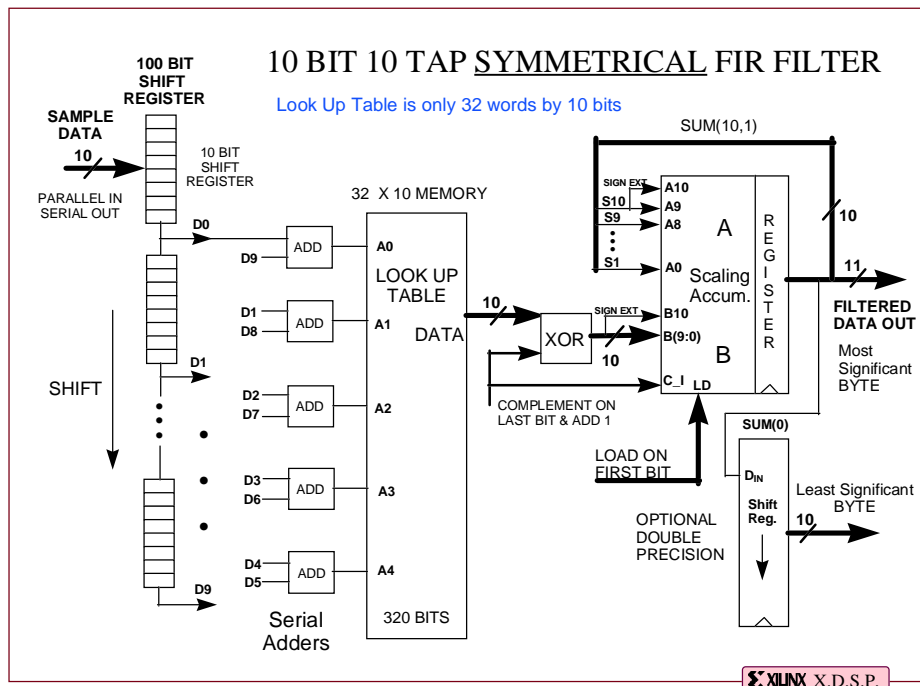 10 BIT 10 TAP SYMMETRICAL FIR FILTER
Look Up Table is only 32 words by 10 bits
100 BIT
SHIFT
REGISTER
SAMPLE
DATA
10
PARALLEL IN
SERIAL OUT
10 BIT
SHIFT
REGISTER
D0
D9
ADD
A0
D1
D8
ADD
A1
D2
D7
ADD
A2
D3
D6
ADD
A3
D4
D5
ADD
A4
Serial
Adders
SHIFT
D1
D9
32 X 10 MEMORY
LOOK UP
TABLE
DATA
320 BITS
10
XOR
10
COMPLEMENT ON
LAST BIT & ADD 1
SUM(10,1)
SIGN EXT
A10
S10
A9
S9
A8
S1
A0
A
Scaling
Accum.
SIGN EXT
B10
B(9:0)
B
C_I
LD
REGISTER
10
11
FILTERED
DATA OUT
Most
Significant
BYTE
LOAD ON
FIRST BIT
OPTIONAL
DOUBLE
PRECISION
SUM(0)
DIN
Shift
Reg.
10
Least Significant
BYTE
XILINX X.D.S.P.